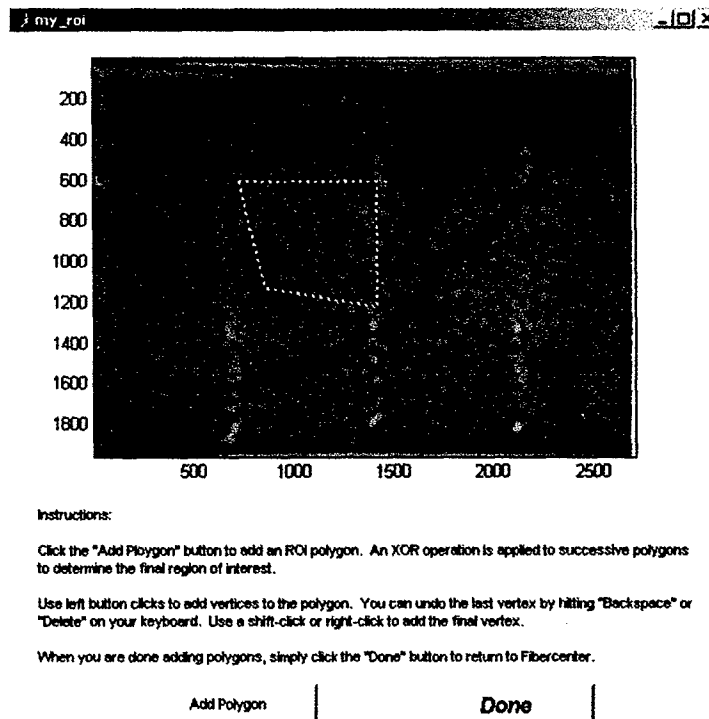 my_roi
200
400
600
800
1000
1200
1400
1600
1800
500 1000 1500 2000 2500
Instructions:
Click the "Add Ploygon" button to add an ROI polygon. An XOR operation is applied to successive polygons
to determine the final region of interest.
Use left button clicks to add vertices to the polygon. You can undo the last vertex by hitting "Backspace" or
"Delete" on your keyboard. Use a shift-click or right-click to add the final vertex.
When you are done adding polygons, simply click the "Done" button to return to Fibercenter.
Add Polygon Done